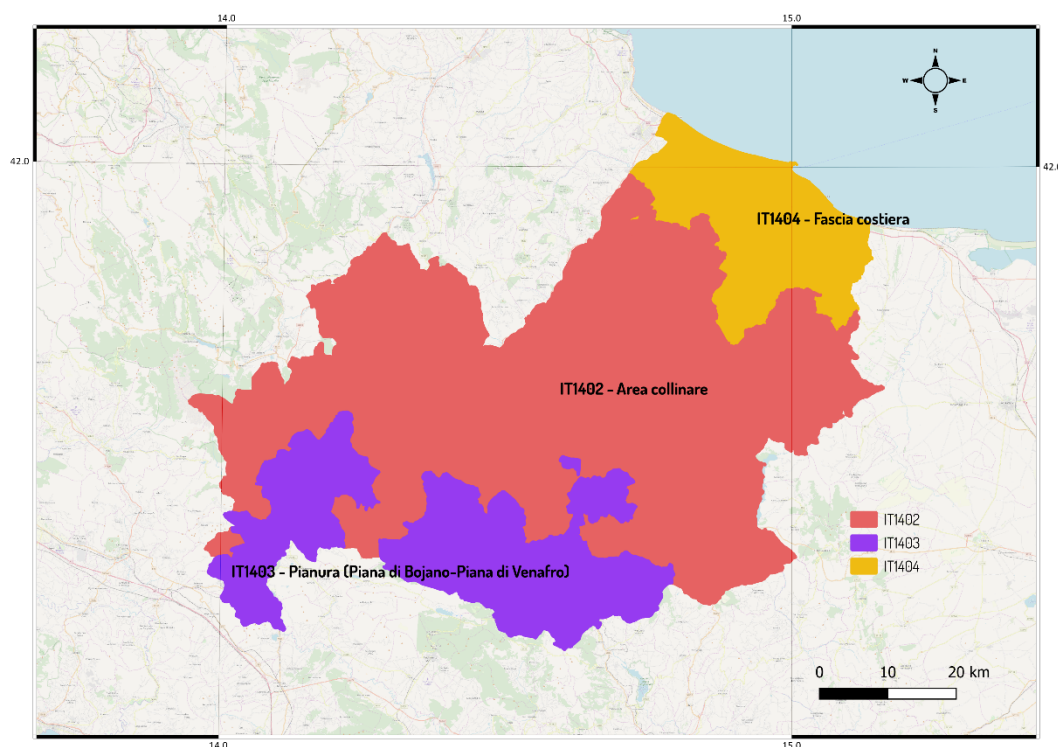 14.0 15.0
N
W E
S
42.0 42.0
IT1404 - Fascia costiera
IT1402 - Area collinare
IT1402
IT1403
IT1404
IT1403 - Pianura (Piana di Bojano-Piana di Venafro)
0 10 20 km
14.0 15.0